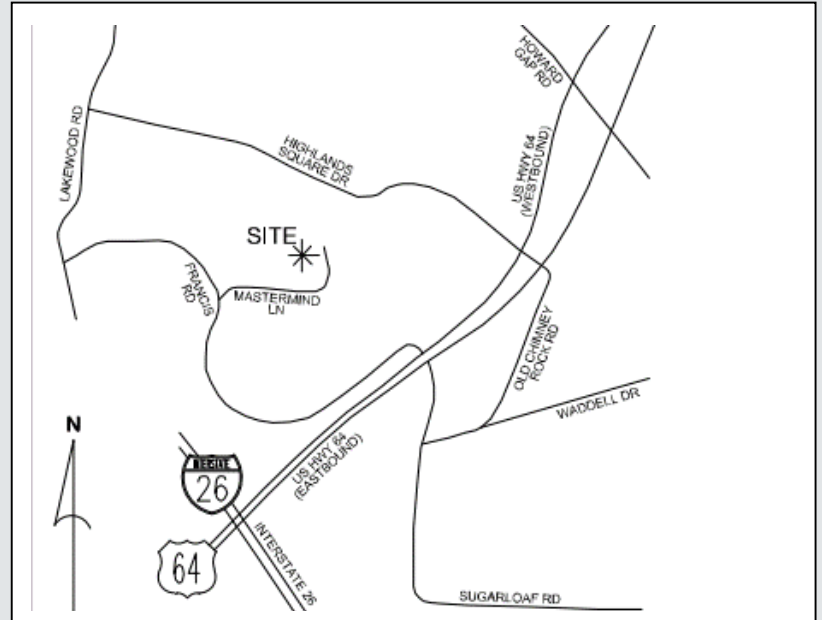 HOWARD
GAP RD
LAKEWOOD RD
HIGHLANDS
SQUARE DR
US HWY 64
(WESTBOUND)
SITE
FRANCIS
RD
MASTERMIND
LN
OLD CHIMNEY
ROCK RD
WADDELL DR
N
US HWY 64
(EASTBOUND)
26
INTERSTATE 26
64
SUGARLOAF RD